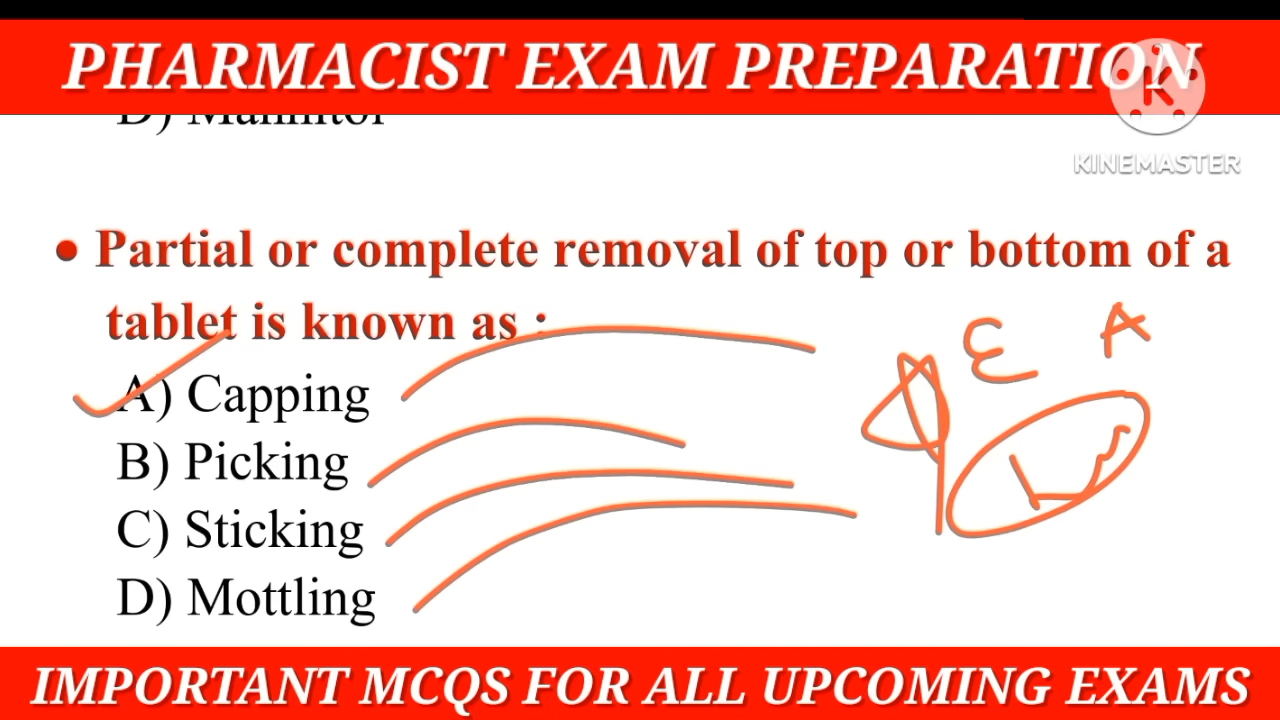 PHARMACIST EXAM PREPARATION
K
KINEMASTER
D) Mannitol
• Partial or complete removal of top or bottom of a
tablet is known as :
A) Capping
B) Picking
C) Sticking
D) Mottling
IMPORTANT MCQS FOR ALL UPCOMING EXAMS